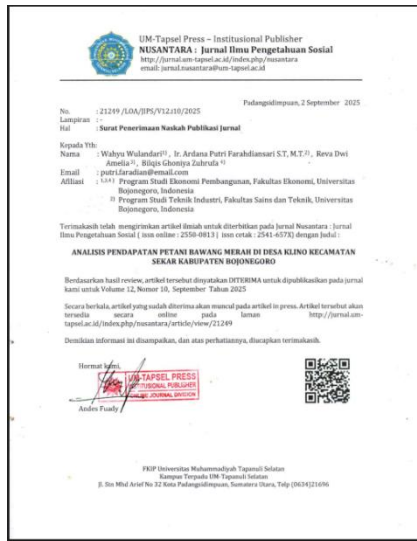 UM-Tapsel Press – Institusional Publisher
NUSANTARA : Jurnal Ilmu Pengetahuan Sosial
http://jurnal.um-tapsel.ac.id/index.php/nusantara
email: jurnal.nusantara@um-tapsel.ac.id
Padangsidimpuan, 2 September 2025
No. : 21249 /LOA/JIPS/V12.i10/2025
Lampiran : -
Hal : Surat Penerimaan Naskah Publikasi Jurnal
Kepada Yth:
Nama : Wahyu Wulandari1) , Ir. Ardana Putri Farahdiansari S.T, M.T.2) , Reva Dwi
Amelia3) , Bilqis Ghoniya Zuhrufa 4)
Email : putri.faradian@email.com
Afiliasi : 1,3,4 ) Program Studi Ekonomi Pembangunan, Fakultas Ekonomi, Universitas
Bojonegoro, Indonesia
2) Program Studi Teknik Industri, Fakultas Sains dan Teknik, Universitas
Bojonegoro, Indonesia
Terimakasih telah mengirimkan artikel ilmiah untuk diterbitkan pada Jurnal Nusantara : Jurnal
Ilmu Pengetahuan Sosial ( issn online : 2550-0813 | issn cetak : 2541-657X) dengan Judul :
ANALISIS PENDAPATAN PETANI BAWANG MERAH DI DESA KLINO KECAMATAN
SEKAR KABUPATEN BOJONEGORO
Berdasarkan hasil review, artikel tersebut dinyatakan DITERIMA untuk dipublikasikan pada jurnal
kami untuk Volume 12, Nomor 10, September Tahun 2025
Secara berkala, artikel yang sudah diterima akan muncul pada artikel in press. Artikel tersebut akan
tersedia secara online pada laman http://jurnal.um-
tapsel.ac.id/index.php/nusantara/article/view/21249
Demikian informasi ini disampaikan, dan atas perhatiannya, diucapkan terimakasih.
Hormat kami,
UM-TAPSEL PRESS
INSTITUSIONAL PUBLISHER
ONLINE JOURNAL DIVISION
Andes Fuady
FKIP Universitas Muhammadiyah Tapanuli Selatan
Kampus Terpadu UM-Tapanuli Selatan
Jl. Stn Mhd Arief No 32 Kota Padangsidimpuan, Sumatera Utara, Telp (0634)21696